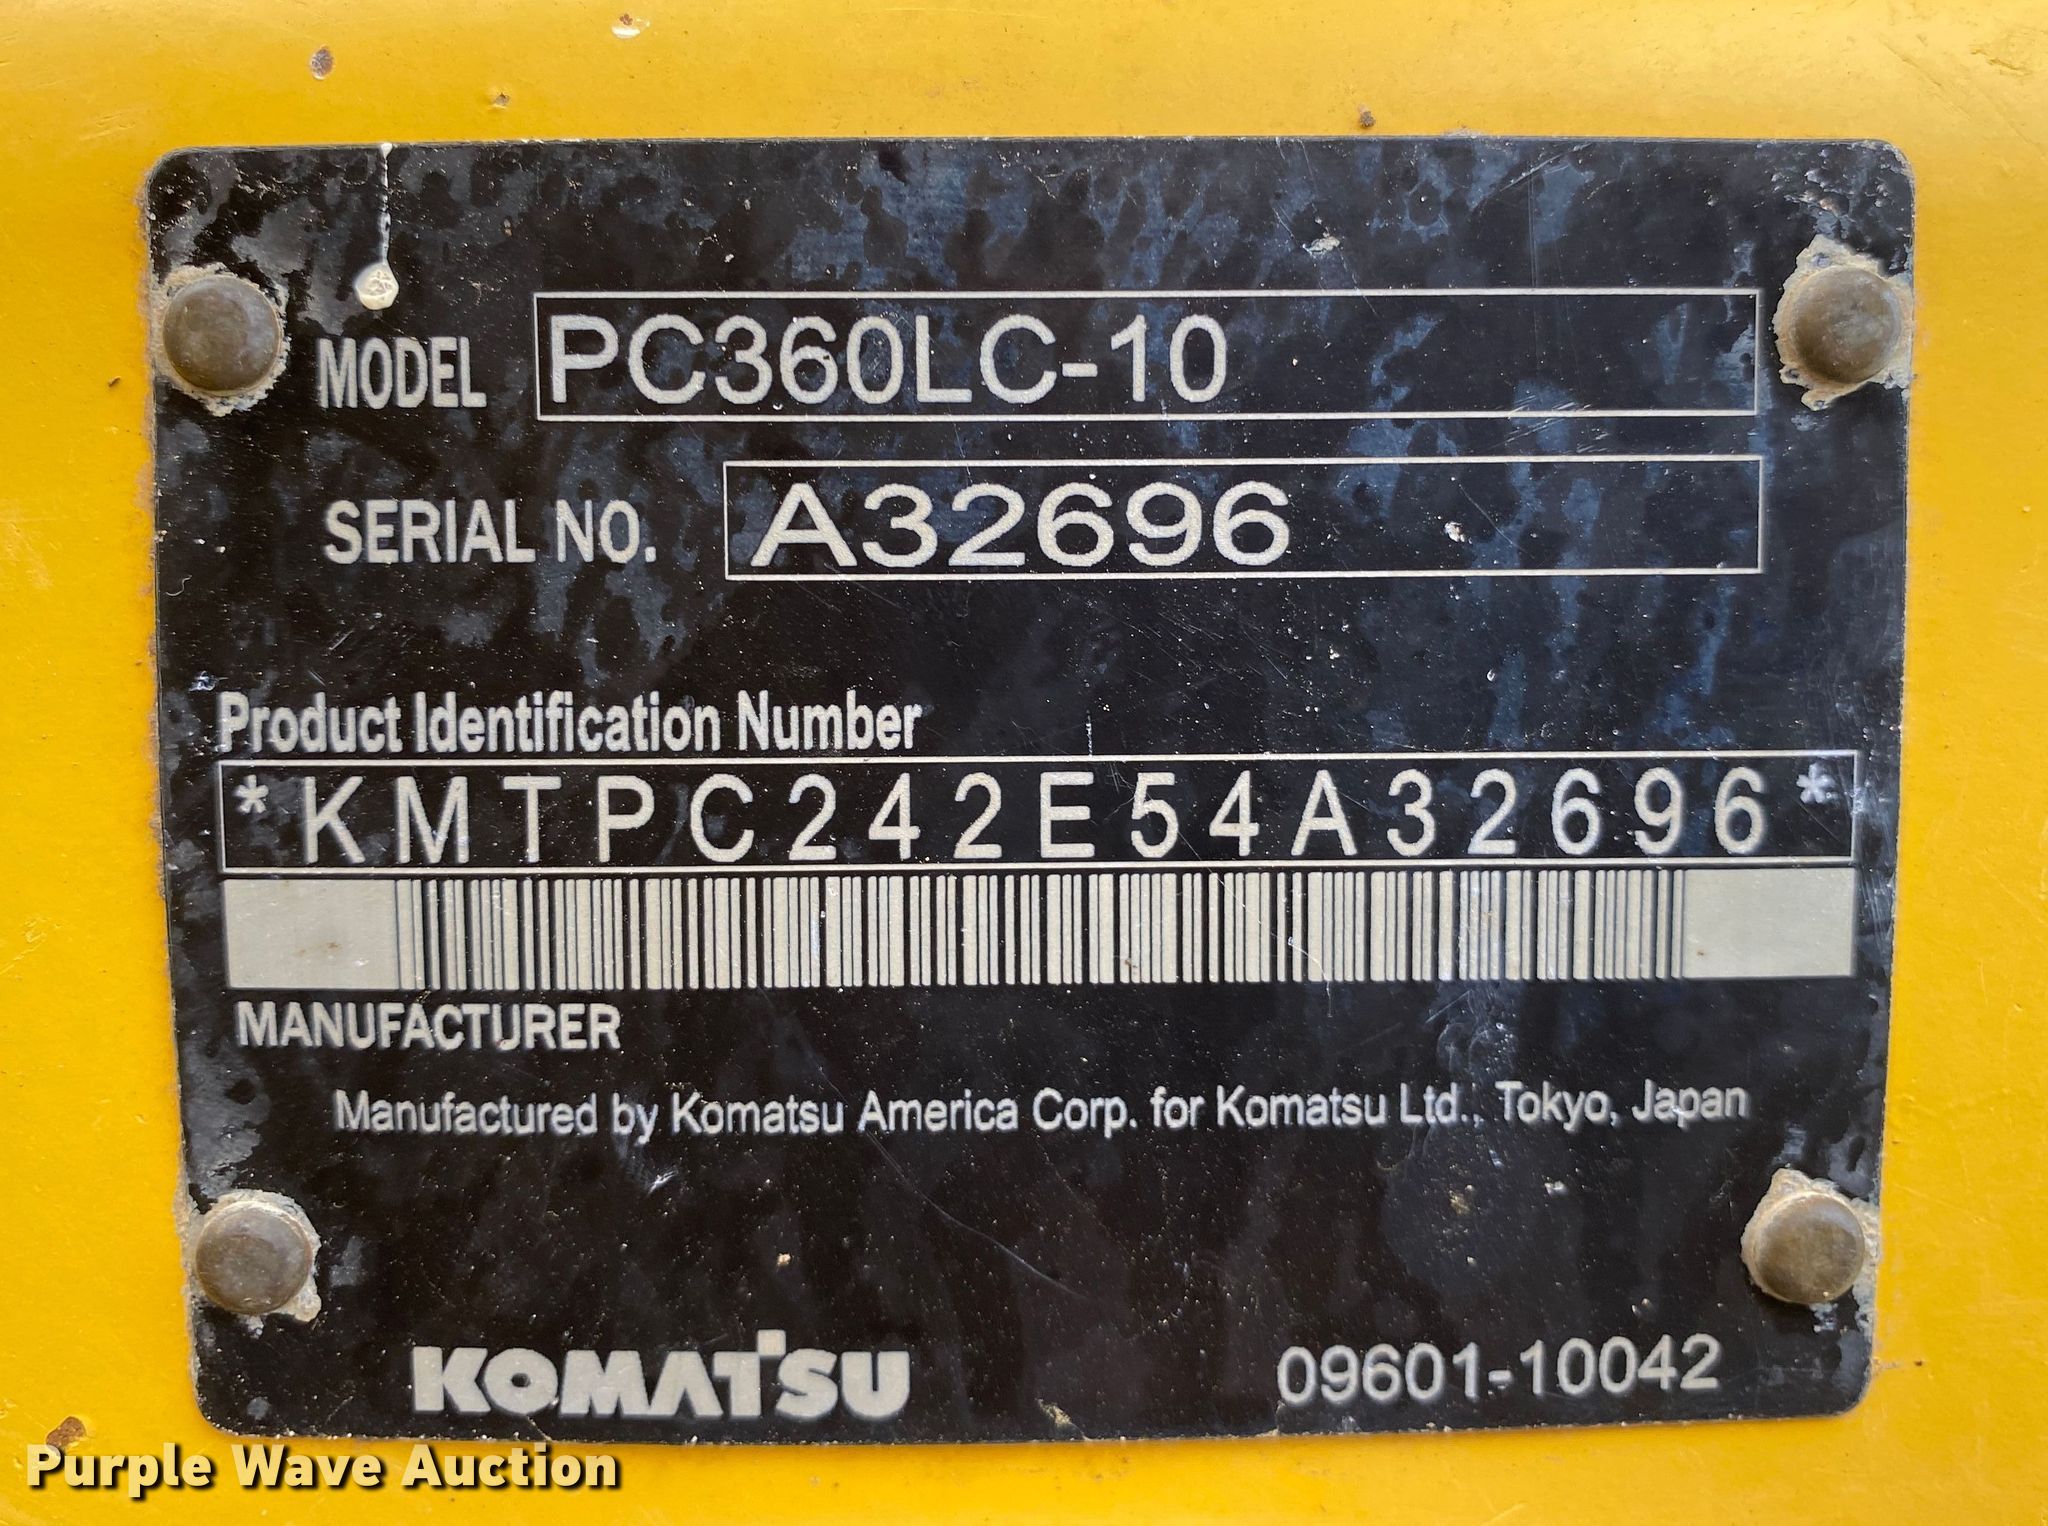 MODEL PC360LC-10
SERIAL NO. A32696
Product Identification Number
*KMTPC242E54A32696*
MANUFACTURER
Manufactured by Komatsu America Corp. for Komatsu Ltd., Tokyo, Japan
KOMATSU 09601-10042
Purple Wave Auction